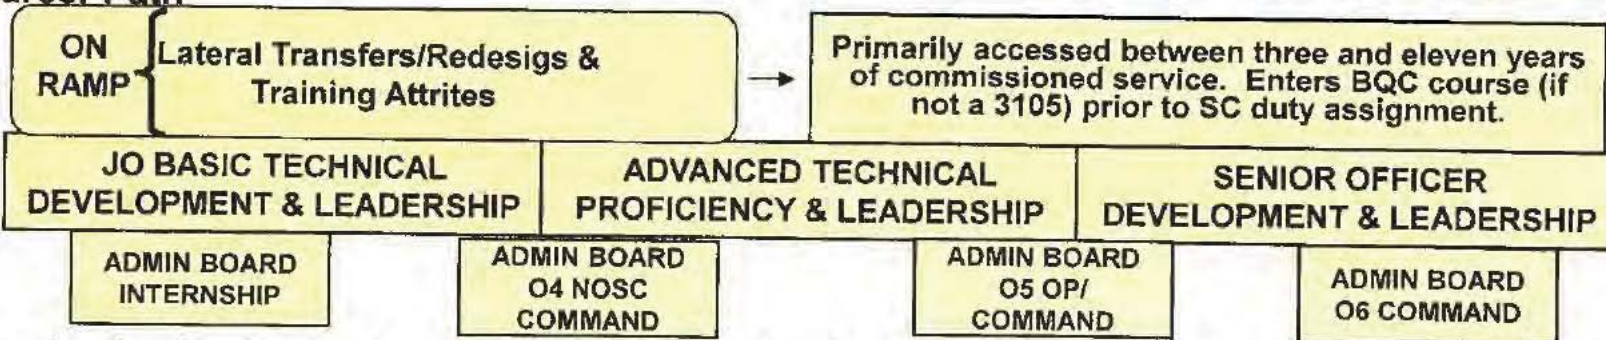 ON
RAMP
Lateral Transfers/Redesigs &
Training Attrites
Primarily accessed between three and eleven years
of commissioned service. Enters BQC course (if
not a 3105) prior to SC duty assignment.
JO BASIC TECHNICAL
DEVELOPMENT & LEADERSHIP
ADVANCED TECHNICAL
PROFICIENCY & LEADERSHIP
SENIOR OFFICER
DEVELOPMENT & LEADERSHIP
ADMIN BOARD
INTERNSHIP
ADMIN BOARD
O4 NOSC
COMMAND
ADMIN BOARD
O5 OP/
COMMAND
ADMIN BOARD
O6 COMMAND